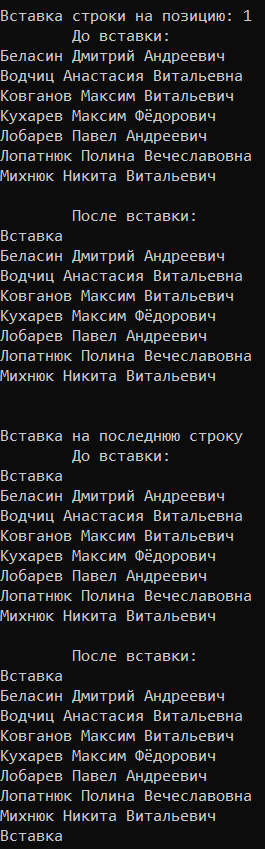 Вставка строки на позицию: 1
До вставки:
Беласин Дмитрий Андреевич
Водчиц Анастасия Витальевна
Ковганов Максим Витальевич
Кухарев Максим Фёдорович
Лобарев Павел Андреевич
Лопатнюк Полина Вечеславовна
Михнюк Никита Витальевич
После вставки:
Вставка
Беласин Дмитрий Андреевич
Водчиц Анастасия Витальевна
Ковганов Максим Витальевич
Кухарев Максим Фёдорович
Лобарев Павел Андреевич
Лопатнюк Полина Вечеславовна
Михнюк Никита Витальевич
Вставка на последнюю строку
До вставки:
Вставка
Беласин Дмитрий Андреевич
Водчиц Анастасия Витальевна
Ковганов Максим Витальевич
Кухарев Максим Фёдорович
Лобарев Павел Андреевич
Лопатнюк Полина Вечеславовна
Михнюк Никита Витальевич
После вставки:
Вставка
Беласин Дмитрий Андреевич
Водчиц Анастасия Витальевна
Ковганов Максим Витальевич
Кухарев Максим Фёдорович
Лобарев Павел Андреевич
Лопатнюк Полина Вечеславовна
Михнюк Никита Витальевич
Вставка